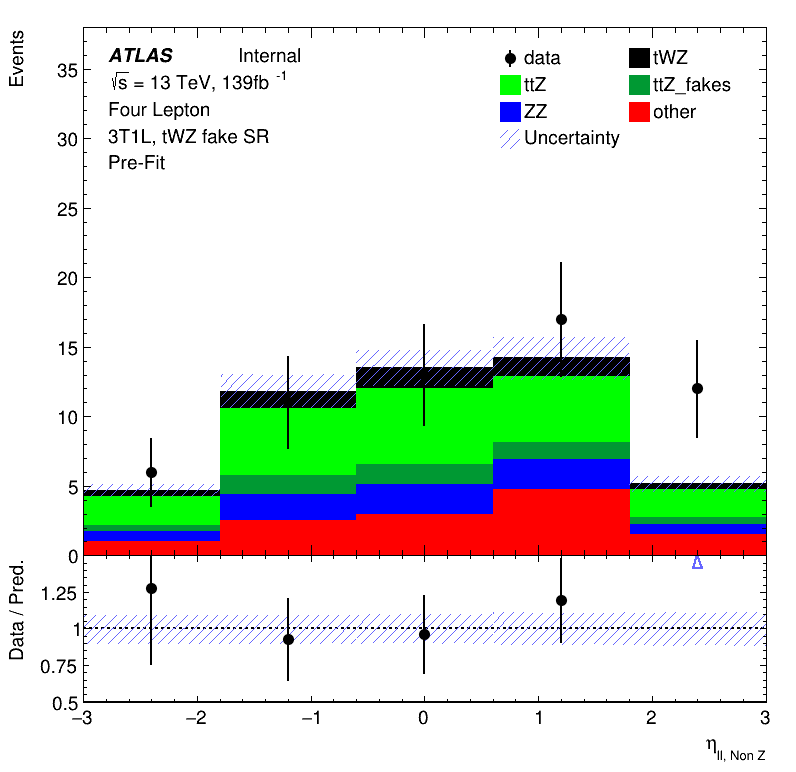 Events
35
30
25
20
15
10
5
0
ATLAS Internal
√s = 13 TeV, 139fb -1
Four Lepton
3T1L, tWZ fake SR
Pre-Fit
data
tWZ
ttZ
ttZ_fakes
ZZ
other
Uncertainty
Data / Pred.
1.25
1
0.75
0.5
−3 −2 −1 0 1 2 3
η ll, Non Z